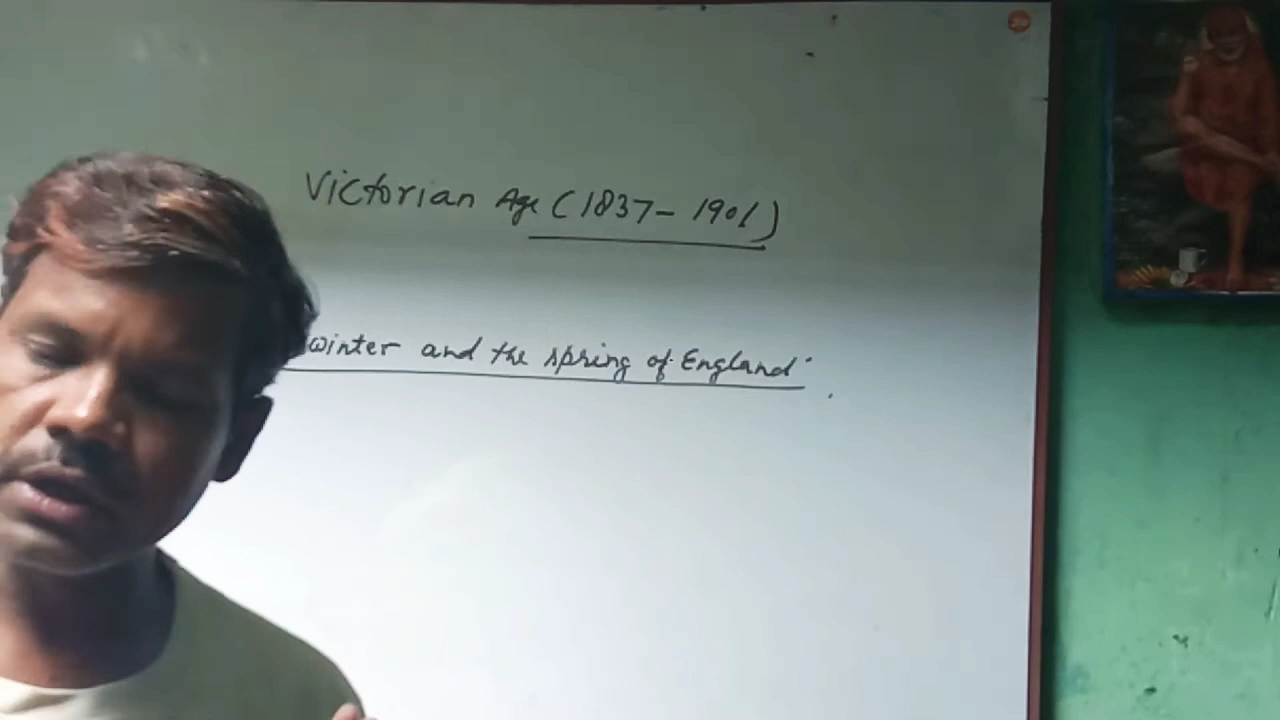 Victorian Age (1837- 1901)
winter and the spring of England"